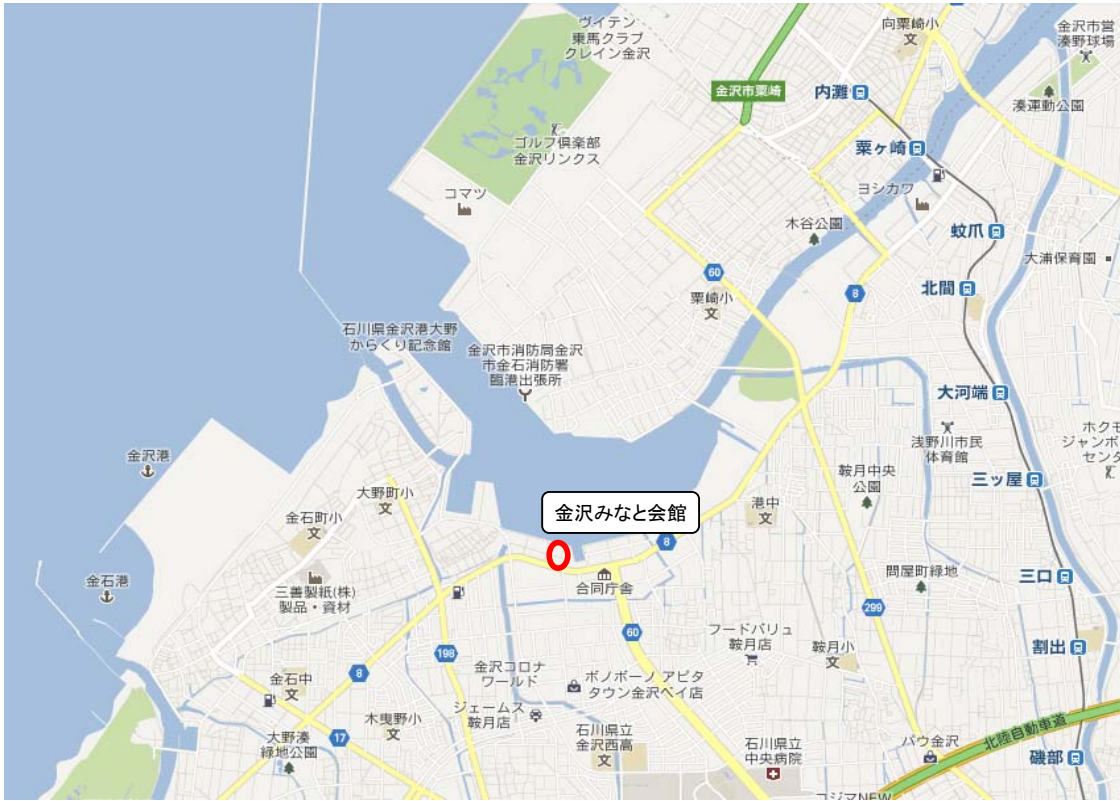 ヴィテン
乗馬クラブ
クレイン金沢
向粟崎小
文
金沢市営
湊野球場
金沢市粟崎
内灘
湊運動公園
ゴルフ倶楽部
金沢リンクス
粟ヶ崎
コマツ
ヨシカワ
木谷公園
蚊爪
大浦保育園
60
北間
8
粟崎小
文
石川県金沢港大野
からくり記念館
金沢市消防局金沢
市金石消防署
臨港出張所
大河端
浅野川市民
体育館
ホクモ
ジャンボ
センタ
金沢港
鞍月中央
公園
三ツ屋
大野町小
文
港中
文
金石町小
文
金沢みなと会館
8
金石港
三善製紙(株)
製品・資材
合同庁舎
問屋町緑地
三口
299
60
フードバリュ
鞍月店
鞍月小
文
割出
198
8
金沢コロナ
ワールド
ボノボーノ アピタ
タウン金沢ベイ店
金石中
文
木曳野小
文
ジェームス
鞍月店
17
大野湊
緑地公園
石川県立
金沢西高
文
石川県立
中央病院
パウ金沢
北陸自動車道
磯部
コジマNEW